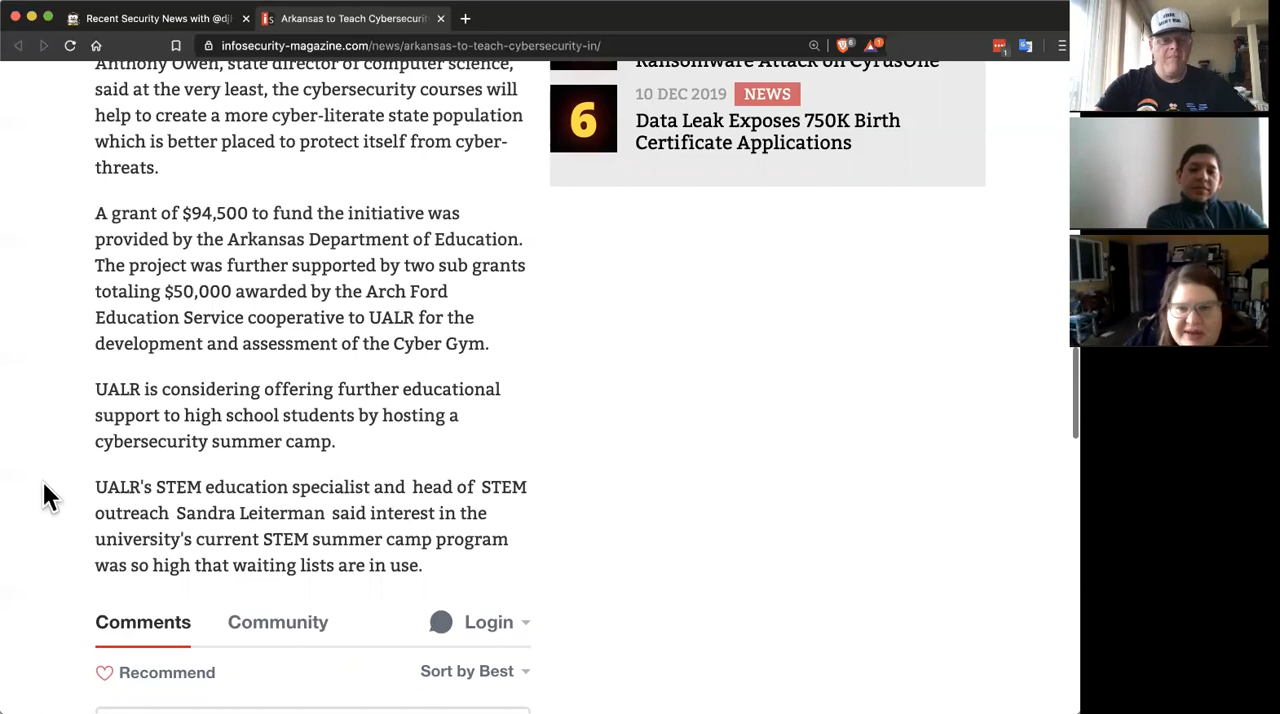 Recent Security News with @djh
Arkansas to Teach Cybersecurity
infosecurity-magazine.com/news/arkansas-to-teach-cybersecurity-in/
Anthony Owen, state director of computer science,
said at the very least, the cybersecurity courses will
help to create a more cyber-literate state population
which is better placed to protect itself from cyber-
threats.
A grant of $94,500 to fund the initiative was
provided by the Arkansas Department of Education.
The project was further supported by two sub grants
totaling $50,000 awarded by the Arch Ford
Education Service cooperative to UALR for the
development and assessment of the Cyber Gym.
UALR is considering offering further educational
support to high school students by hosting a
cybersecurity summer camp.
UALR's STEM education specialist and head of STEM
outreach Sandra Leiterman said interest in the
university's current STEM summer camp program
was so high that waiting lists are in use.
Comments
Community
Login
Recommend
Sort by Best
Ransomware Attack on CyrusOne
6
10 DEC 2019
NEWS
Data Leak Exposes 750K Birth
Certificate Applications